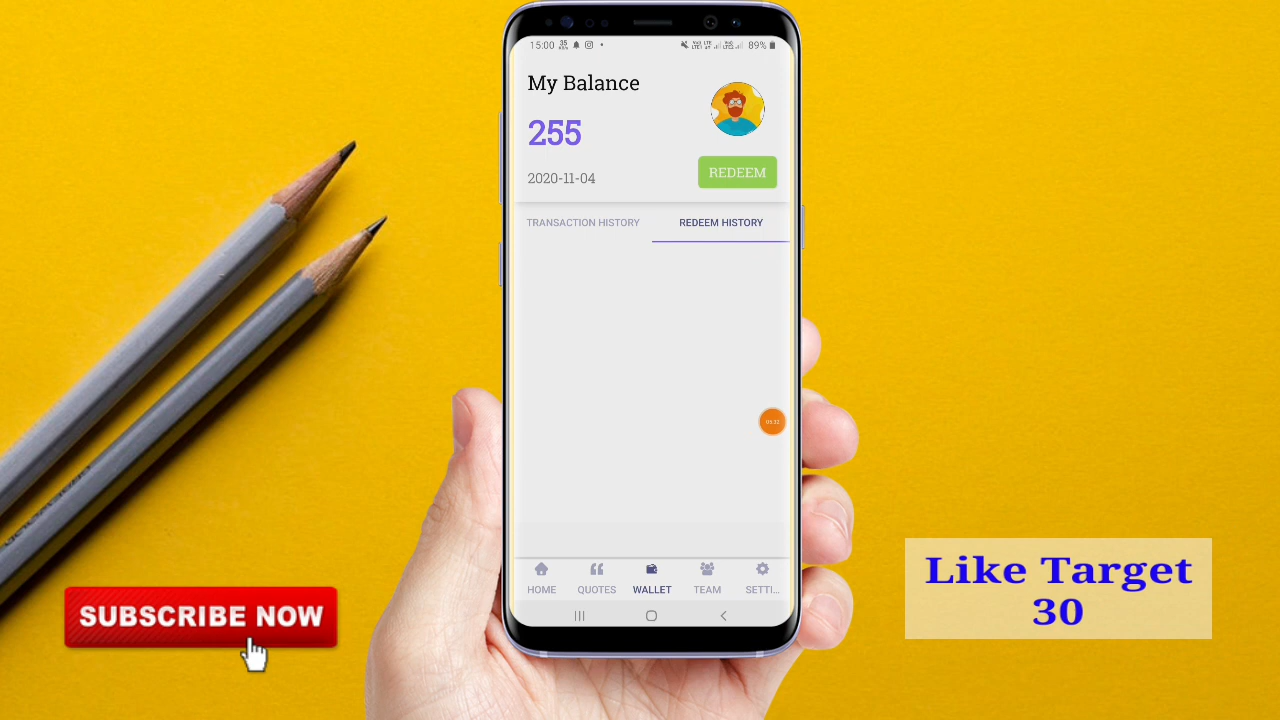 15:00
89%
My Balance
255
2020-11-04
REDEEM
TRANSACTION HISTORY
REDEEM HISTORY
HOME
QUOTES
WALLET
TEAM
SETTI...
SUBSCRIBE NOW
Like Target
30